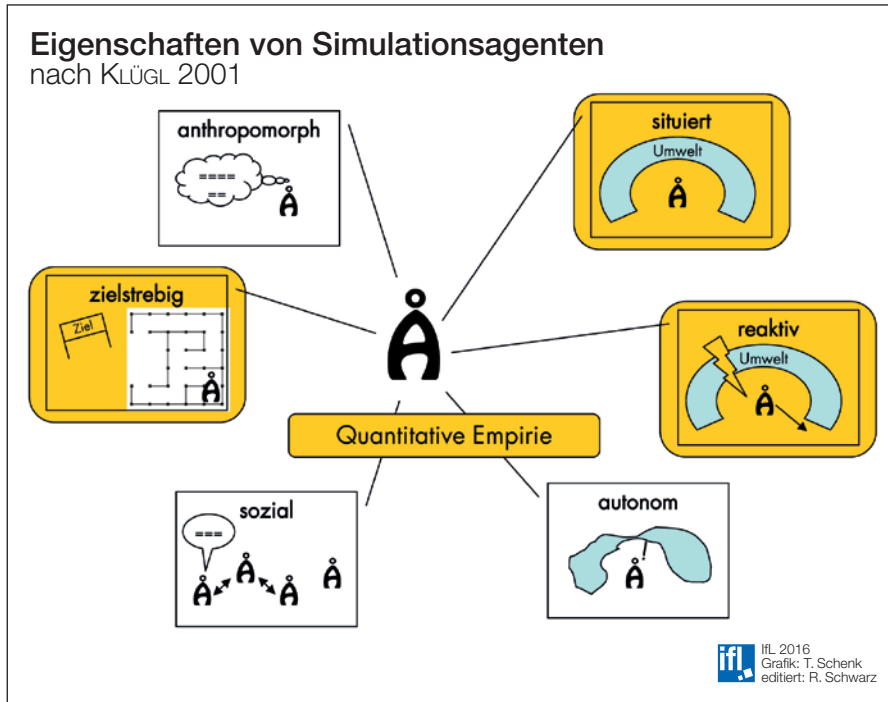 Eigenschaften von Simulationsagenten
nach KLÜGL 2001
anthropomorph
====
==
situiert
Umwelt
A
zielstrebig
Ziel
A
reaktiv
Umwelt
A
Quantitative Empirie
sozial
===
autonom
ifl
IfL 2016
Grafik: T. Schenk
editiert: R. Schwarz